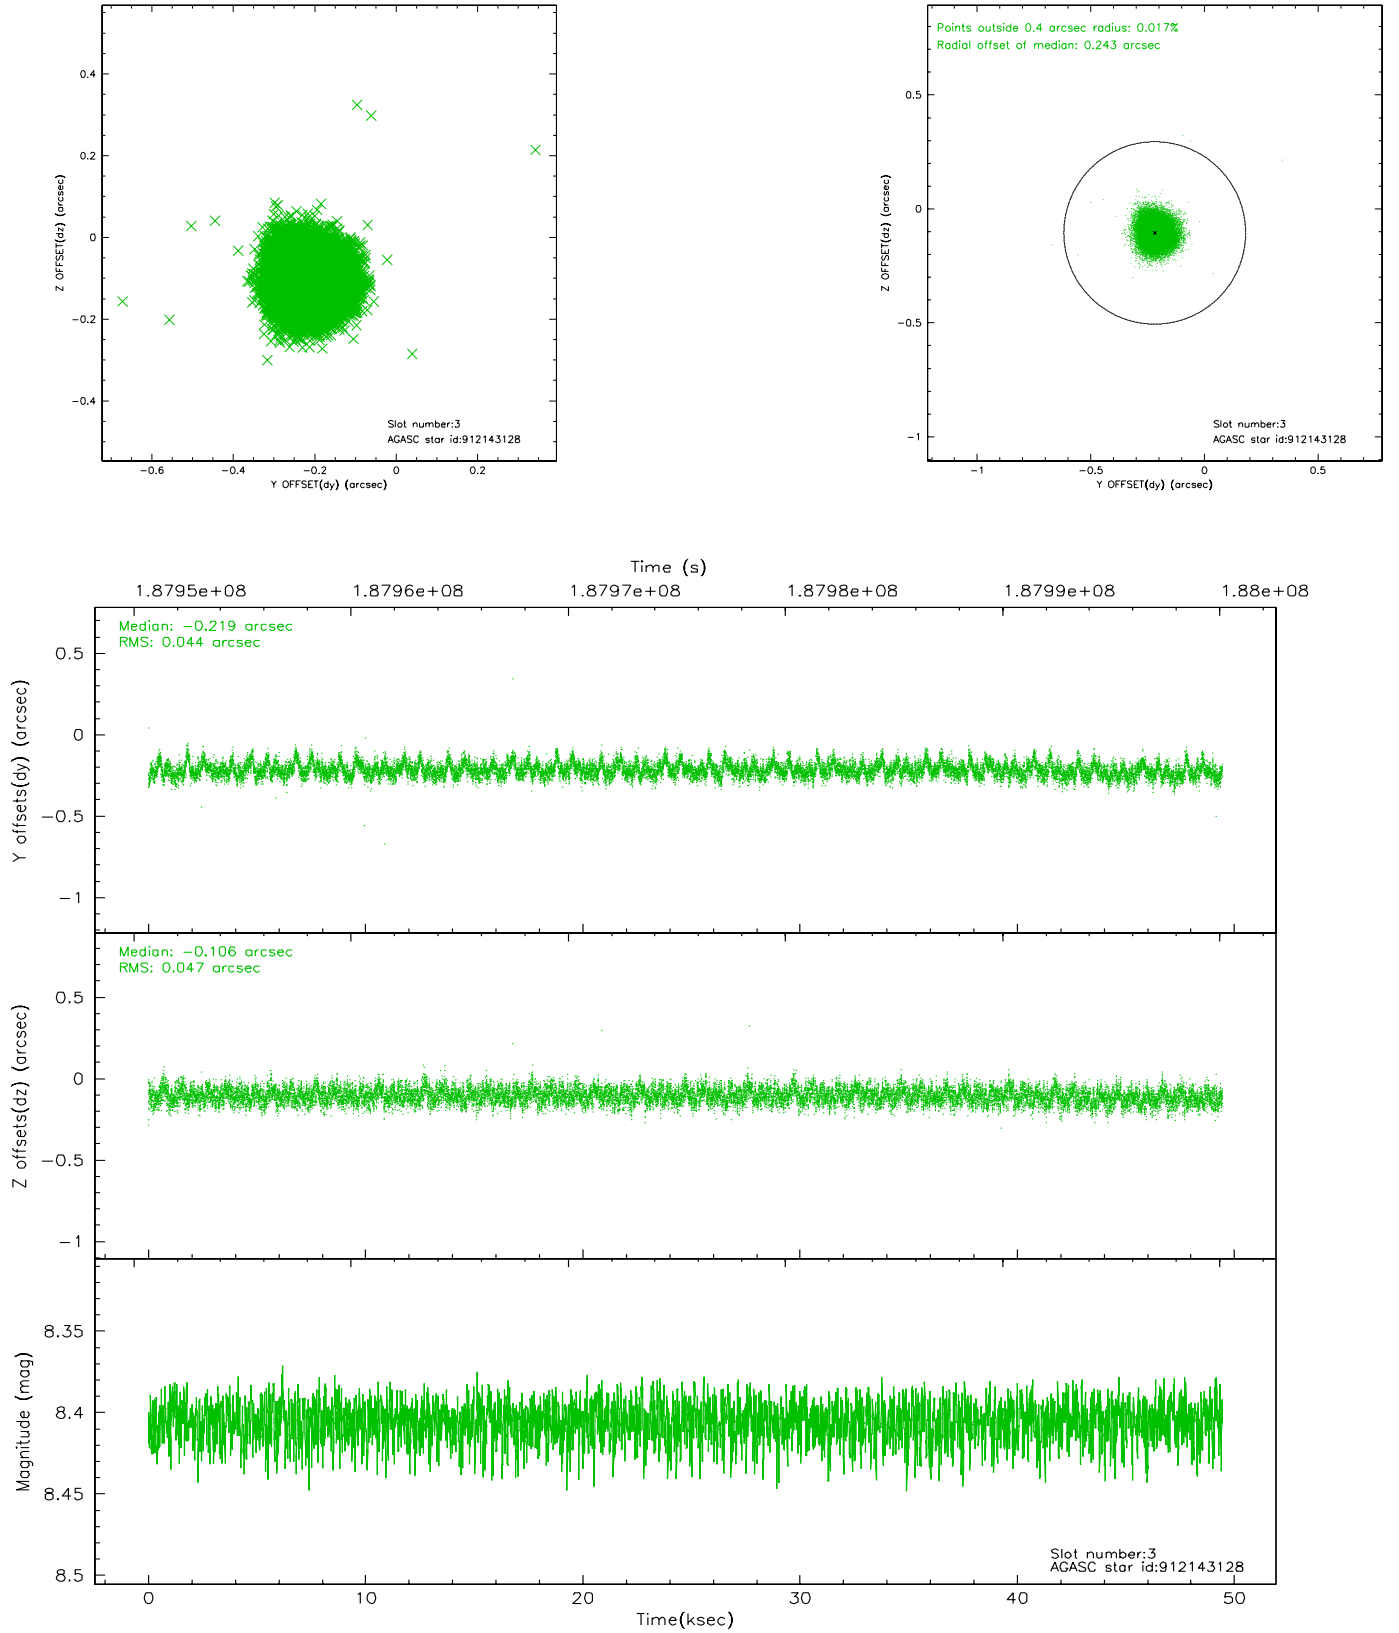 0.4
0.2
0
−0.2
−0.4
Z OFFSET(dz) (arcsec)
−0.6 −0.4 −0.2 0 0.2
Y OFFSET(dy) (arcsec)
Slot number:3
AGASC star id:912143128
Points outside 0.4 arcsec radius: 0.017%
Radial offset of median: 0.243 arcsec
0.5
0
−0.5
−1
Z OFFSET(dz) (arcsec)
−1 −0.5 0 0.5
Y OFFSET(dy) (arcsec)
Slot number:3
AGASC star id:912143128
Time (s)
1.8795e+08 1.8796e+08 1.8797e+08 1.8798e+08 1.8799e+08 1.88e+08
Median: −0.219 arcsec
RMS: 0.044 arcsec
0.5
0
−0.5
−1
Y offsets(dy) (arcsec)
Median: −0.106 arcsec
RMS: 0.047 arcsec
0.5
0
−0.5
−1
Z offsets(dz) (arcsec)
8.35
8.4
8.45
8.5
Magnitude (mag)
Slot number:3
AGASC star id:912143128
0 10 20 30 40 50
Time(ksec)